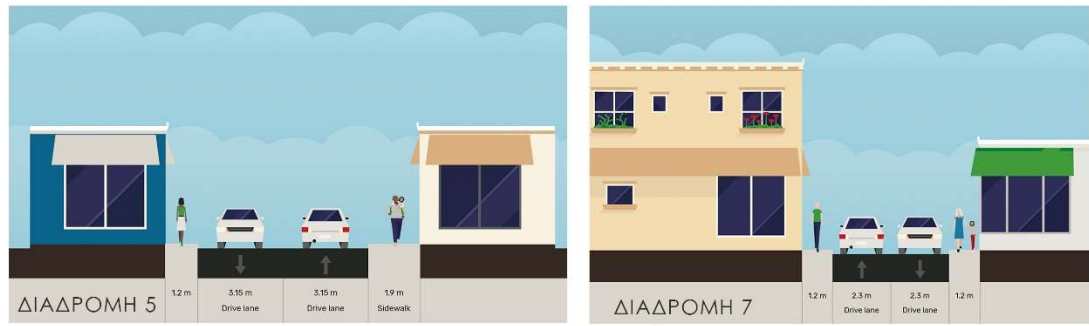 1.2 m
3.15 m
Drive lane
3.15 m
Drive lane
1.9 m
Sidewalk
ΔΙΑΔΡΟΜΗ 5
1.2 m
2.3 m
Drive lane
2.3 m
Drive lane
1.2 m
ΔΙΑΔΡΟΜΗ 7